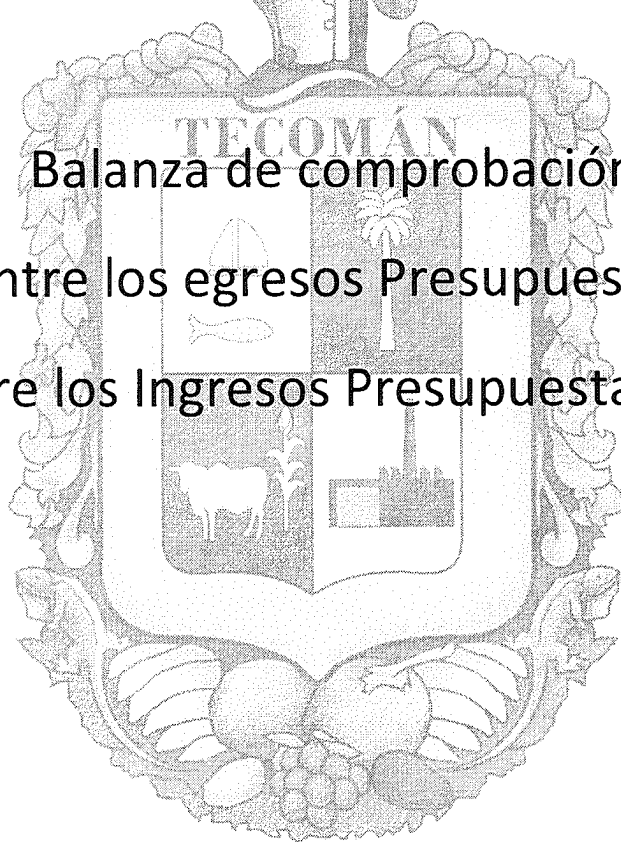 TECOMÁN
Balanza de comprobación
ntre los egresos Presupues
re los Ingresos Presupuesta